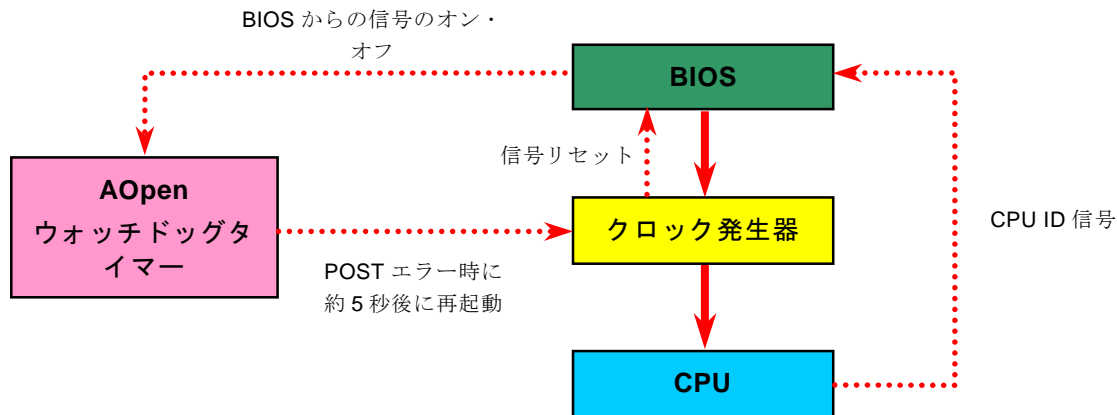 BIOS からの信号のオン・
オフ
BIOS
信号リセット
AOpen
ウォッチドッグタ
イマー
クロック発生器
CPU ID 信号
POST エラー時に
約 5 秒後に再起動
CPU